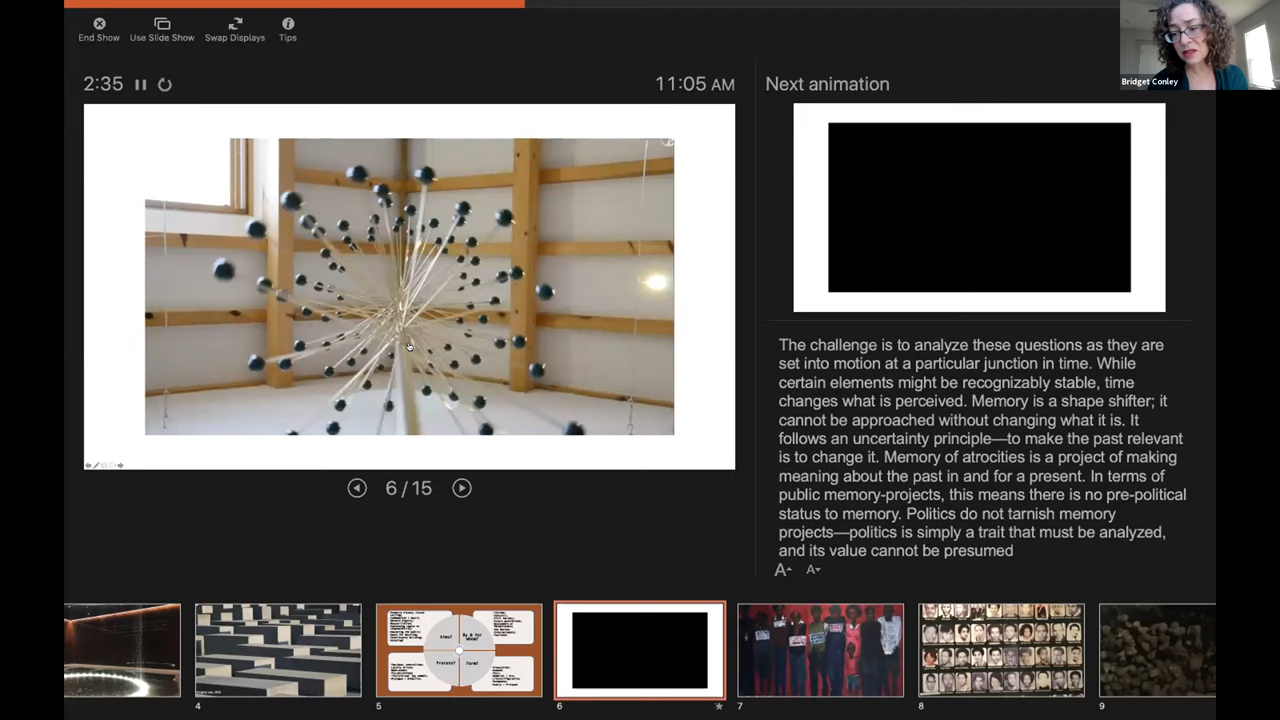 End Show
Use Slide Show
Swap Displays
Tips
Bridget Conley
2:35
11:05 AM
Next animation
The challenge is to analyze these questions as they are
set into motion at a particular junction in time. While
certain elements might be recognizably stable, time
changes what is perceived. Memory is a shape shifter; it
cannot be approached without changing what it is. It
follows an uncertainty principle—to make the past relevant
is to change it. Memory of atrocities is a project of making
meaning about the past in and for a present. In terms of
public memory-projects, this means there is no pre-political
status to memory. Politics do not tarnish memory
projects—politics is simply a trait that must be analyzed,
and its value cannot be presumed
6 / 15
A A
Aims?
By & for
Whom?
Process?
Form?
4
5
6
7
8
9